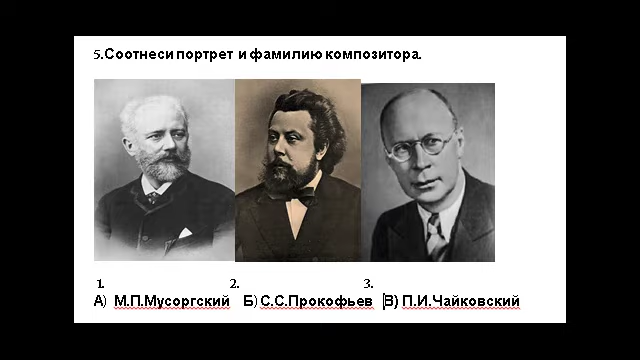 5.Соотнеси портрет и фамилию композитора.
1. 2. 3.
А) М.П.Мусоргский Б) С.С.Прокофьев В) П.И.Чайковский